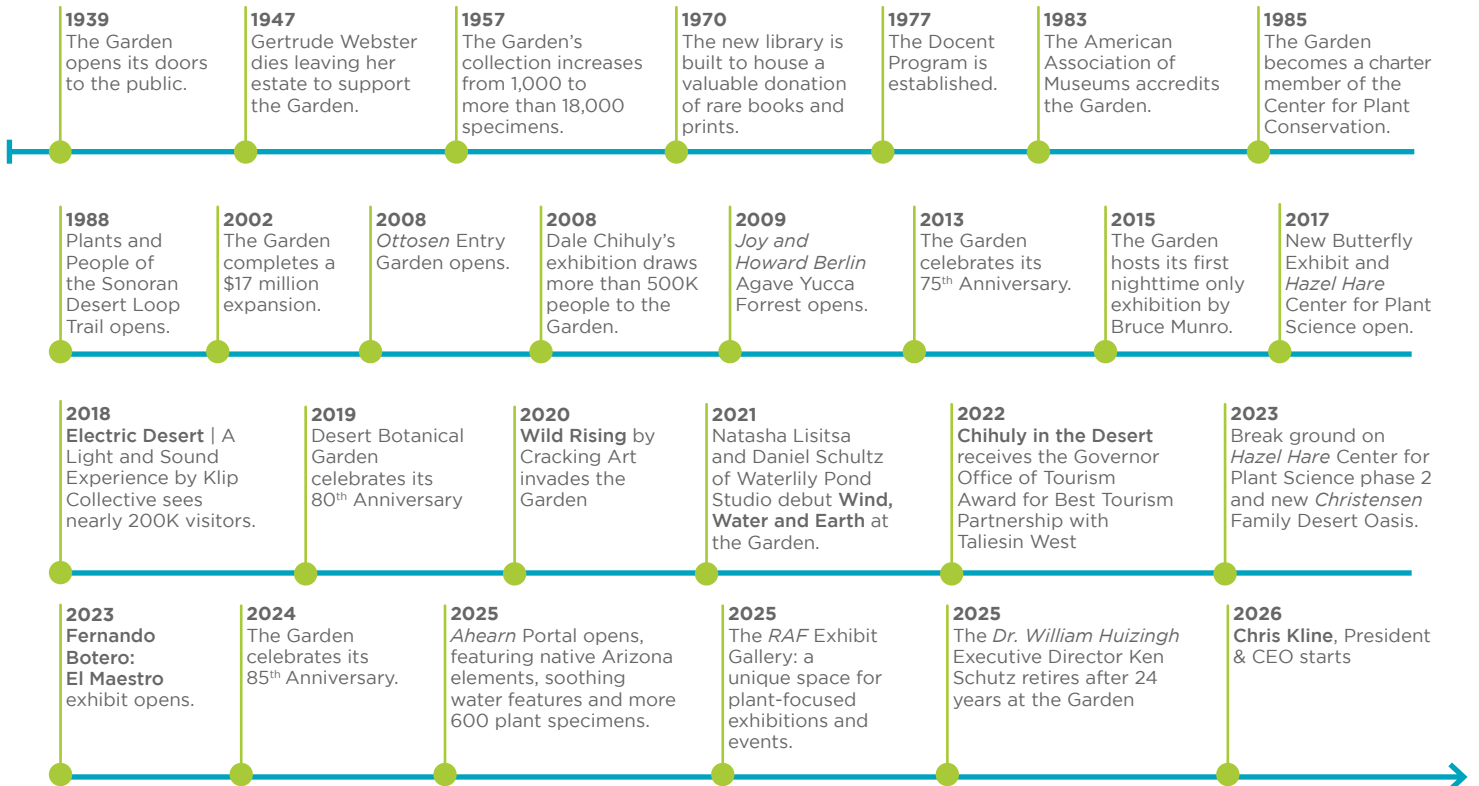 1939
The Garden
opens its doors
to the public.
1947
Gertrude Webster
dies leaving her
estate to support
the Garden.
1957
The Garden’s
collection increases
from 1,000 to
more than 18,000
specimens.
1970
The new library is
built to house a
valuable donation
of rare books and
prints.
1977
The Docent
Program is
established.
1983
The American
Association of
Museums accredits
the Garden.
1985
The Garden
becomes a charter
member of the
Center for Plant
Conservation.
1988
Plants and
People of
the Sonoran
Desert Loop
Trail opens.
2002
The Garden
completes a
$17 million
expansion.
2008
Ottosen Entry
Garden opens.
2008
Dale Chihuly’s
exhibition draws
more than 500K
people to the
Garden.
2009
Joy and
Howard Berlin
Agave Yucca
Forrest opens.
2013
The Garden
celebrates its
75th Anniversary.
2015
The Garden
hosts its first
nighttime only
exhibition by
Bruce Munro.
2017
New Butterfly
Exhibit and
Hazel Hare
Center for Plant
Science open.
2018
Electric Desert | A
Light and Sound
Experience by Klip
Collective sees
nearly 200K visitors.
2019
Desert Botanical
Garden
celebrates its
80th Anniversary
2020
Wild Rising by
Cracking Art
invades the
Garden
2021
Natasha Lisitsa
and Daniel Schultz
of Waterlily Pond
Studio debut Wind,
Water and Earth at
the Garden.
2022
Chihuly in the Desert
receives the Governor
Office of Tourism
Award for Best Tourism
Partnership with
Taliesin West
2023
Break ground on
Hazel Hare Center for
Plant Science phase 2
and new Christensen
Family Desert Oasis.
2023
Fernando
Botero:
El Maestro
exhibit opens.
2024
The Garden
celebrates its
85th Anniversary.
2025
Ahearn Portal opens,
featuring native Arizona
elements, soothing
water features and more
600 plant specimens.
2025
The RAF Exhibit
Gallery: a
unique space for
plant-focused
exhibitions and
events.
2025
The Dr. William Huizingh
Executive Director Ken
Schutz retires after 24
years at the Garden
2026
Chris Kline, President
& CEO starts